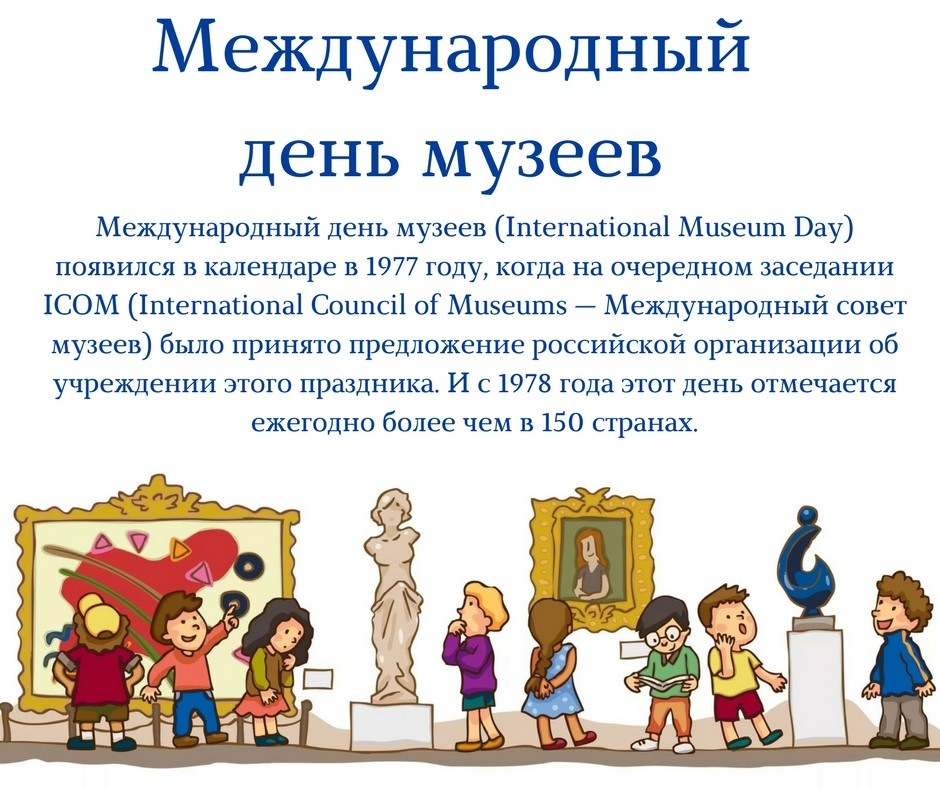 Международный
день музеев
Международный день музеев (International Museum Day)
появился в календаре в 1977 году, когда на очередном заседании
ICOM (International Council of Museums — Международный совет
музеев) было принято предложение российской организации об
учреждении этого праздника. И с 1978 года этот день отмечается
ежегодно более чем в 150 странах.